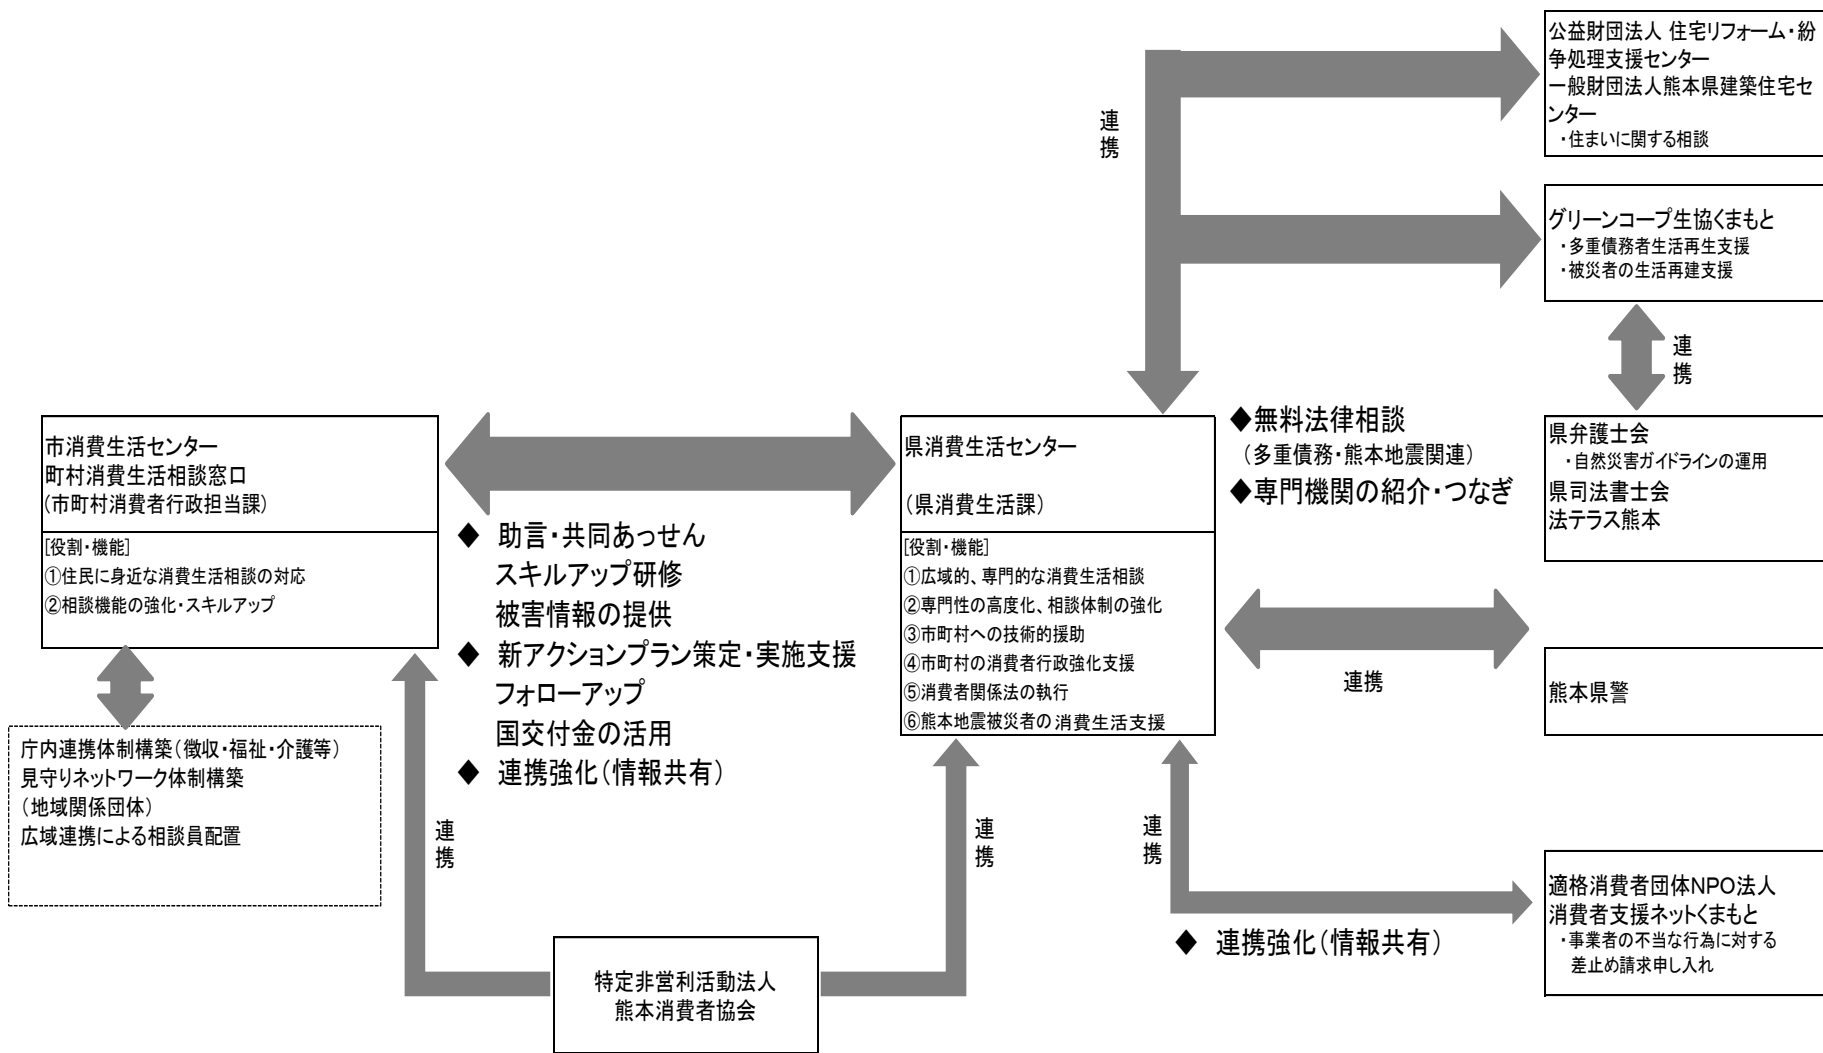 公益財団法人 住宅リフォーム・紛
争処理支援センター
一般財団法人熊本県建築住宅セ
ンター
・住まいに関する相談
連
携
グリーンコープ生協くまもと
・多重債務者生活再生支援
・被災者の生活再建支援
連
携
市消費生活センター
町村消費生活相談窓口
(市町村消費者行政担当課)
[役割・機能]
①住民に身近な消費生活相談の対応
②相談機能の強化・スキルアップ
◆ 助言・共同あっせん
スキルアップ研修
被害情報の提供
◆ 新アクションプラン策定・実施支援
フォローアップ
国交付金の活用
◆ 連携強化(情報共有)
県消費生活センター
(県消費生活課)
[役割・機能]
①広域的、専門的な消費生活相談
②専門性の高度化、相談体制の強化
③市町村への技術的援助
④市町村の消費者行政強化支援
⑤消費者関係法の執行
⑥熊本地震被災者の消費生活支援
◆無料法律相談
(多重債務・熊本地震関連)
◆専門機関の紹介・つなぎ
県弁護士会
・自然災害ガイドラインの運用
県司法書士会
法テラス熊本
連携
熊本県警
庁内連携体制構築(徴収・福祉・介護等)
見守りネットワーク体制構築
(地域関係団体)
広域連携による相談員配置
連
携
連
携
連
携
◆ 連携強化(情報共有)
適格消費者団体NPO法人
消費者支援ネットくまもと
・事業者の不当な行為に対する
差止め請求申し入れ
特定非営利活動法人
熊本消費者協会